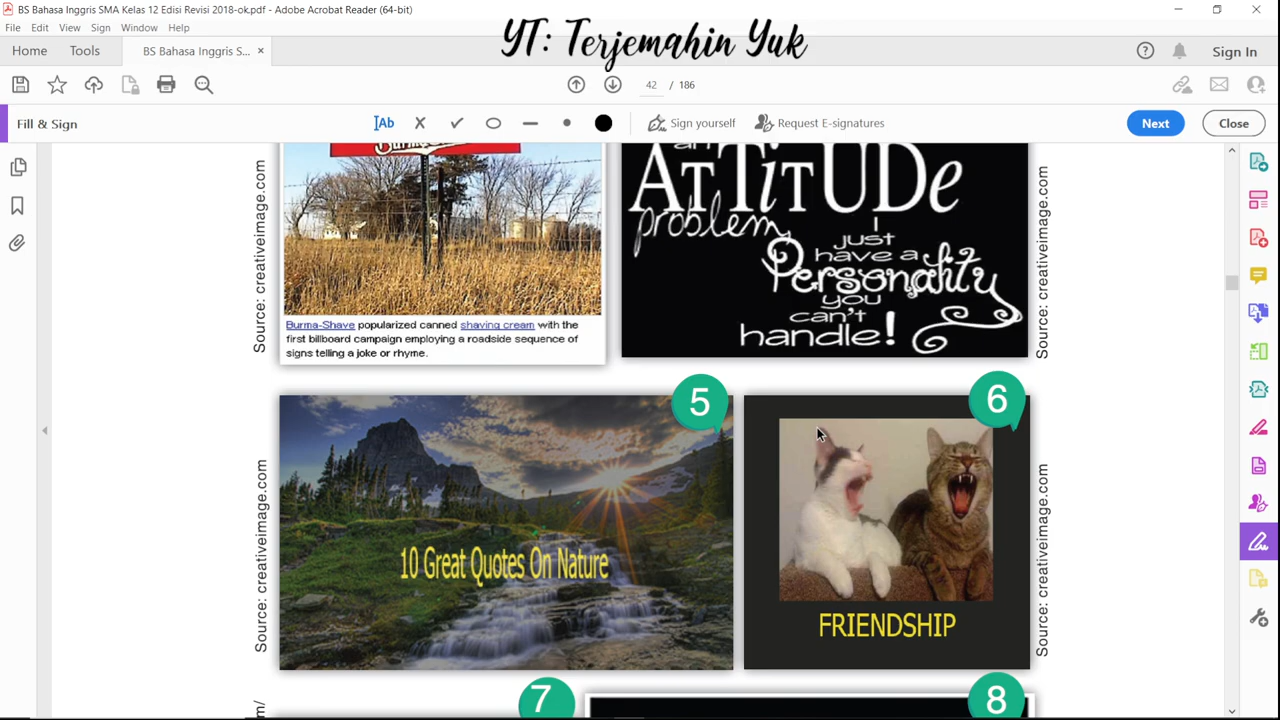 BS Bahasa Inggris SMA Kelas 12 Edisi Revisi 2018-ok.pdf - Adobe Acrobat Reader (64-bit)
YT: Terjemahin Yuk
File Edit View Sign Window Help
Home Tools BS Bahasa Inggris S... × Sign In
42 / 186
Fill & Sign
Ab Sign yourself Request E-signatures Next Close
ATTiTUDe
problem,
I
just
have a
Personality
you
can't
handle!
Burma-Shave popularized canned shaving cream with the
first billboard campaign employing a roadside sequence of
signs telling a joke or rhyme.
Source: creativeimage.com
Source: creativeimage.com
5
10 Great Quotes On Nature
Source: creativeimage.com
6
FRIENDSHIP
Source: creativeimage.com
7
8